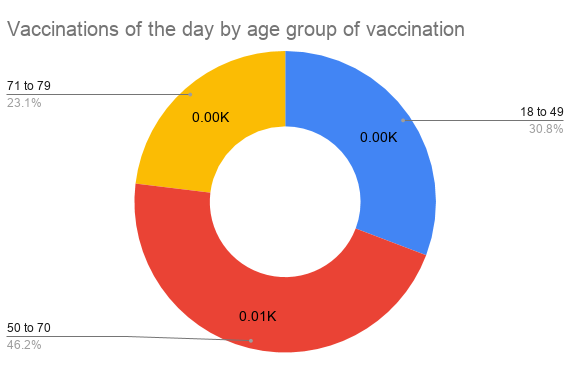 Vaccinations of the day by age group of vaccination
71 to 79
23.1%
0.00K
18 to 49
30.8%
0.00K
0.01K
50 to 70
46.2%